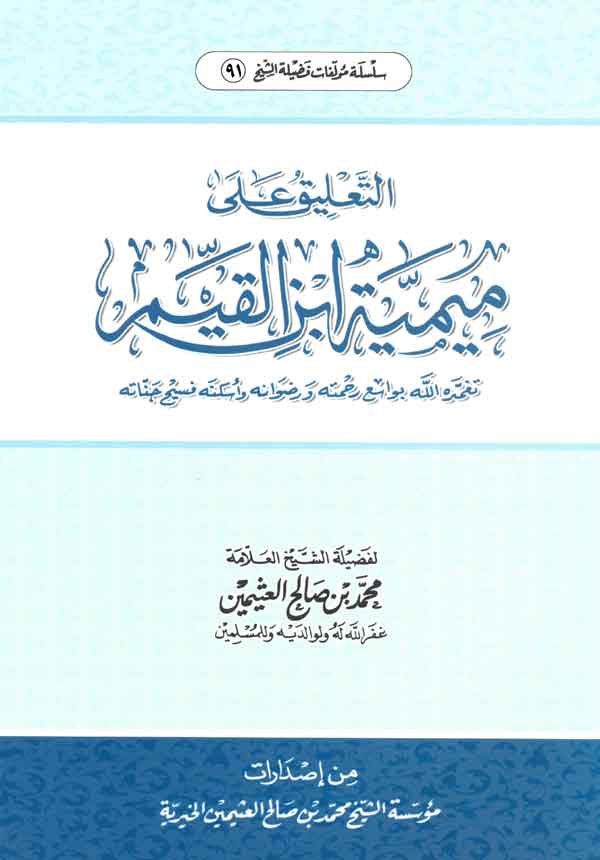 سلسلة مؤلفات فضيلة الشيخ ٩١
التعليق على
ميمية ابن القيم
تغمده الله بواسع رحمته ورضوانه وأسكنه فسيح جناته
لفضيلة الشيخ العلامة
محمد بن صالح العثيمين
غفر الله له ولوالديه وللمسلمين
من إصدارات
مؤسسة الشيخ محمد بن صالح العثيمين الخيرية